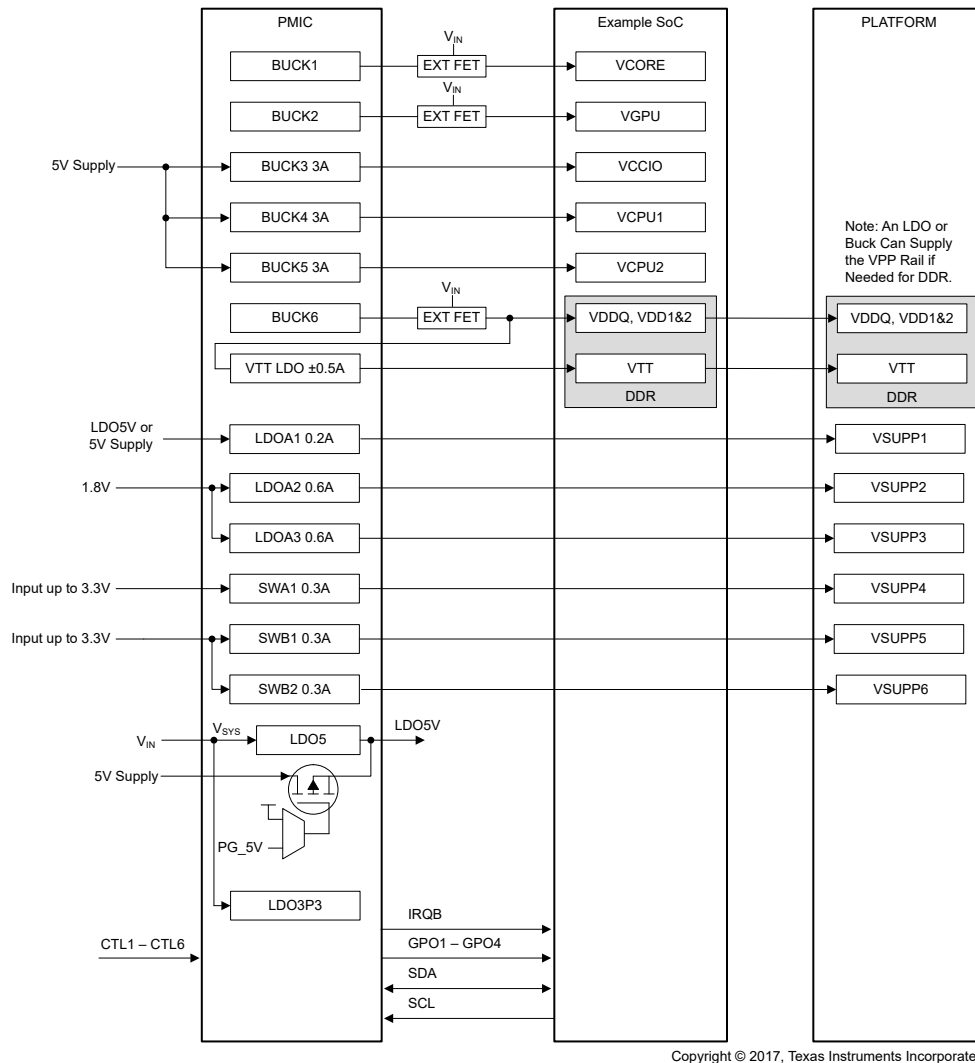 PMIC
Example SoC
PLATFORM
BUCK1
VIN
EXT FET
VCORE
BUCK2
VIN
EXT FET
VGPU
5V Supply
BUCK3 3A
VCCIO
BUCK4 3A
VCPU1
BUCK5 3A
VCPU2
Note: An LDO or
Buck Can Supply
the VPP Rail if
Needed for DDR.
BUCK6
VIN
EXT FET
VDDQ, VDD1&2
VDDQ, VDD1&2
VTT LDO ±0.5A
VTT
VTT
DDR
DDR
LDO5V or
5V Supply
LDOA1 0.2A
VSUPP1
1.8V
LDOA2 0.6A
VSUPP2
LDOA3 0.6A
VSUPP3
Input up to 3.3V
SWA1 0.3A
VSUPP4
Input up to 3.3V
SWB1 0.3A
VSUPP5
SWB2 0.3A
VSUPP6
VIN
VSYS
LDO5
LDO5V
5V Supply
PG_5V
LDO3P3
CTL1 – CTL6
IRQB
GPO1 – GPO4
SDA
SCL
Copyright © 2017, Texas Instruments Incorporate